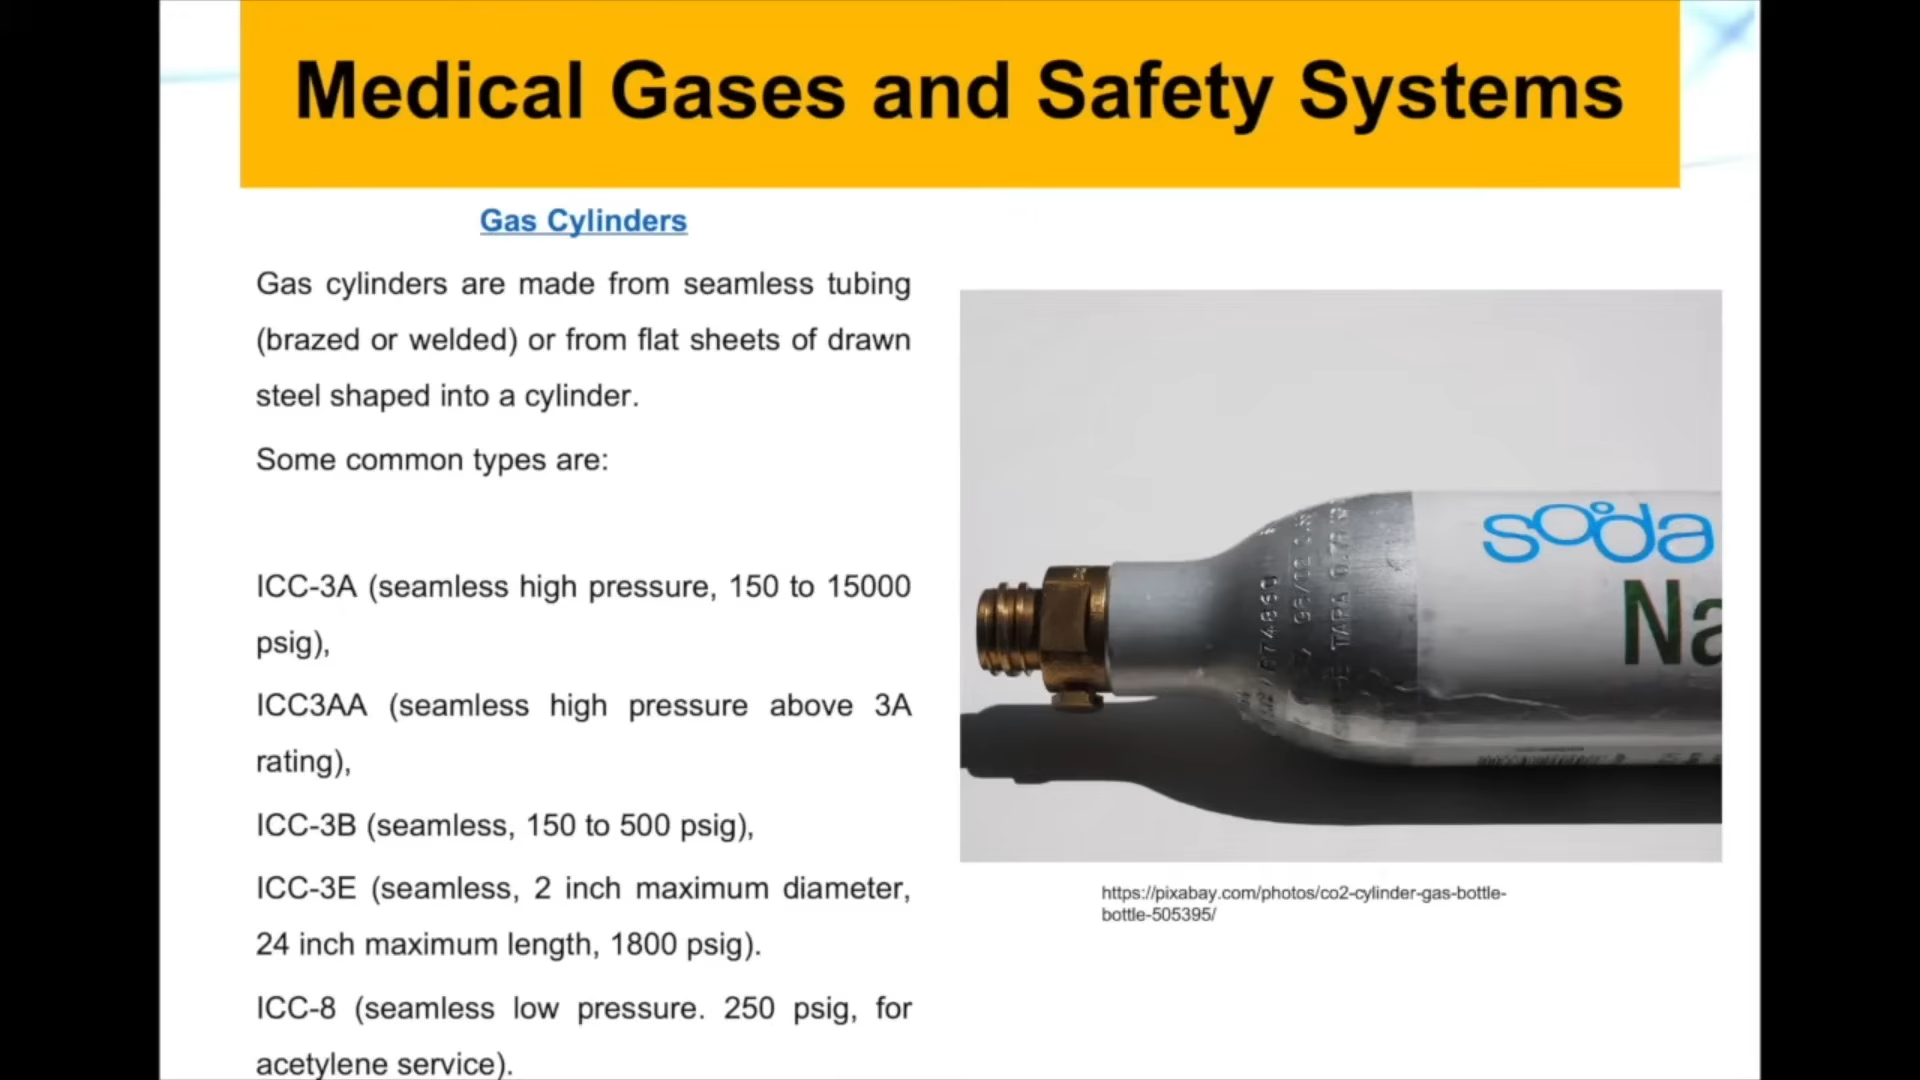 Medical Gases and Safety Systems
Gas Cylinders
Gas cylinders are made from seamless tubing
(brazed or welded) or from flat sheets of drawn
steel shaped into a cylinder.
Some common types are:
ICC-3A (seamless high pressure, 150 to 15000
psig),
ICC3AA (seamless high pressure above 3A
rating),
ICC-3B (seamless, 150 to 500 psig),
ICC-3E (seamless, 2 inch maximum diameter,
24 inch maximum length, 1800 psig).
ICC-8 (seamless low pressure. 250 psig, for
acetylene service).
soda
Na
TARA
https://pixabay.com/photos/co2-cylinder-gas-bottle-
bottle-505395/